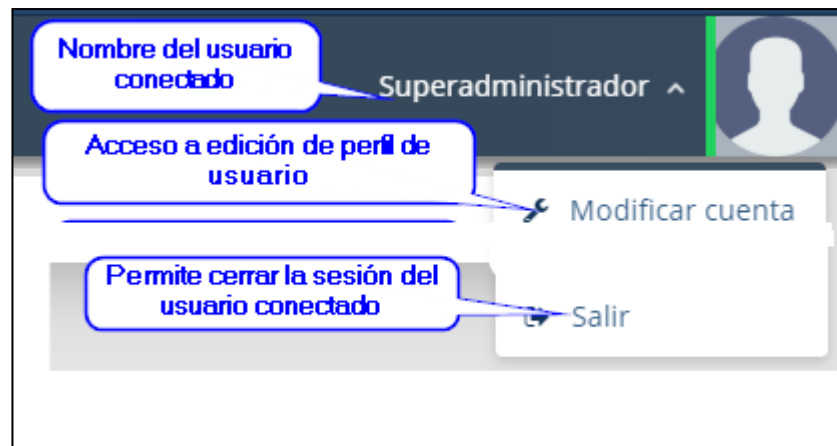 Nombre del usuario
conectado
Superadministrador
Acceso a edición de perfil de
usuario
Modificar cuenta
Permite cerrar la sesión del
usuario conectado
Salir